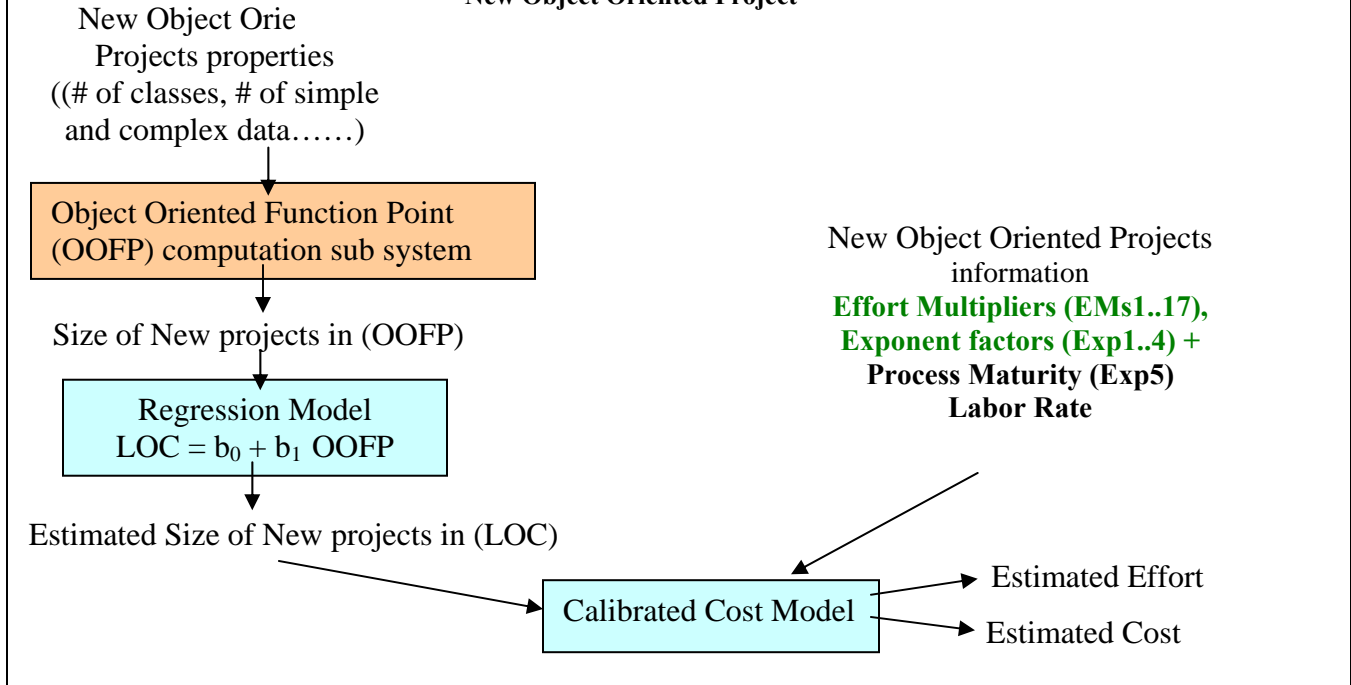 New Object Oriented Project
New Object Orie
Projects properties
((# of classes, # of simple
and complex data……)
Object Oriented Function Point
(OOFP) computation sub system
Size of New projects in (OOFP)
Regression Model
LOC = b₀ + b₁ OOFP
Estimated Size of New projects in (LOC)
New Object Oriented Projects
information
Effort Multipliers (EMs1..17),
Exponent factors (Exp1..4) +
Process Maturity (Exp5)
Labor Rate
Calibrated Cost Model
Estimated Effort
Estimated Cost